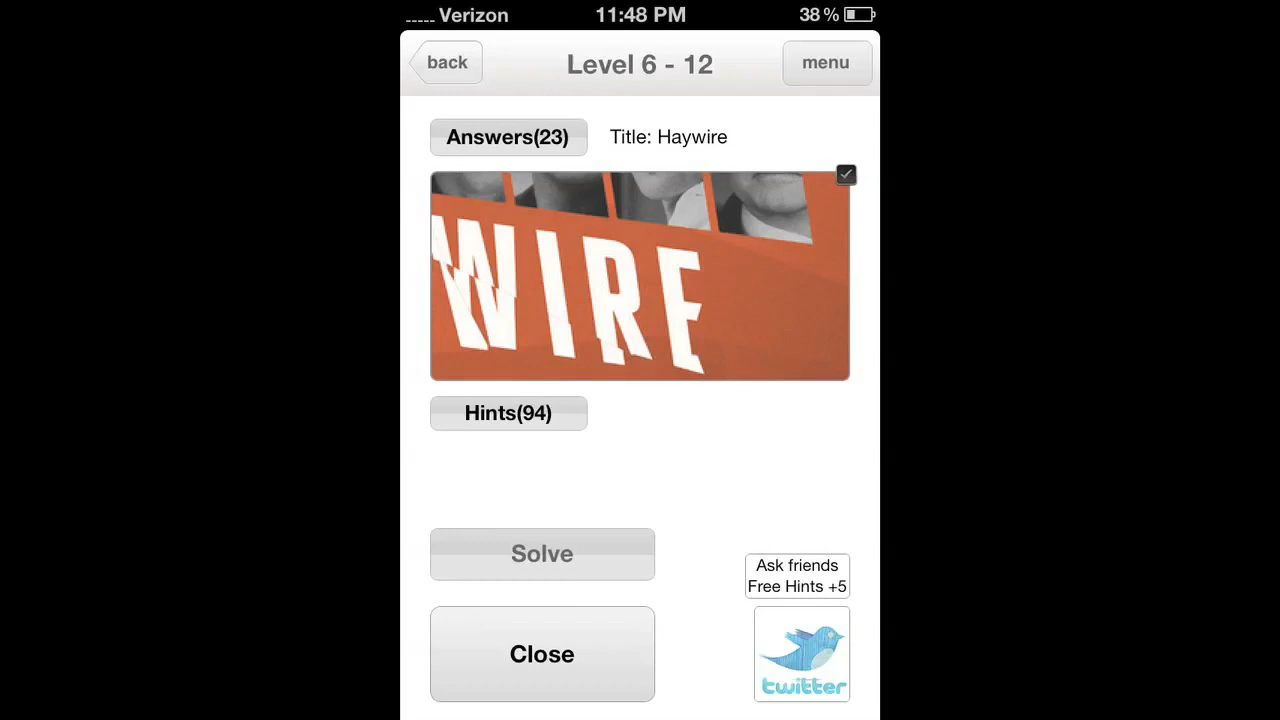 ..... Verizon 11:48 PM 38 %
back Level 6 - 12 menu
Answers(23) Title: Haywire
WIRE
Hints(94)
Solve
Ask friends
Free Hints +5
Close
twitter